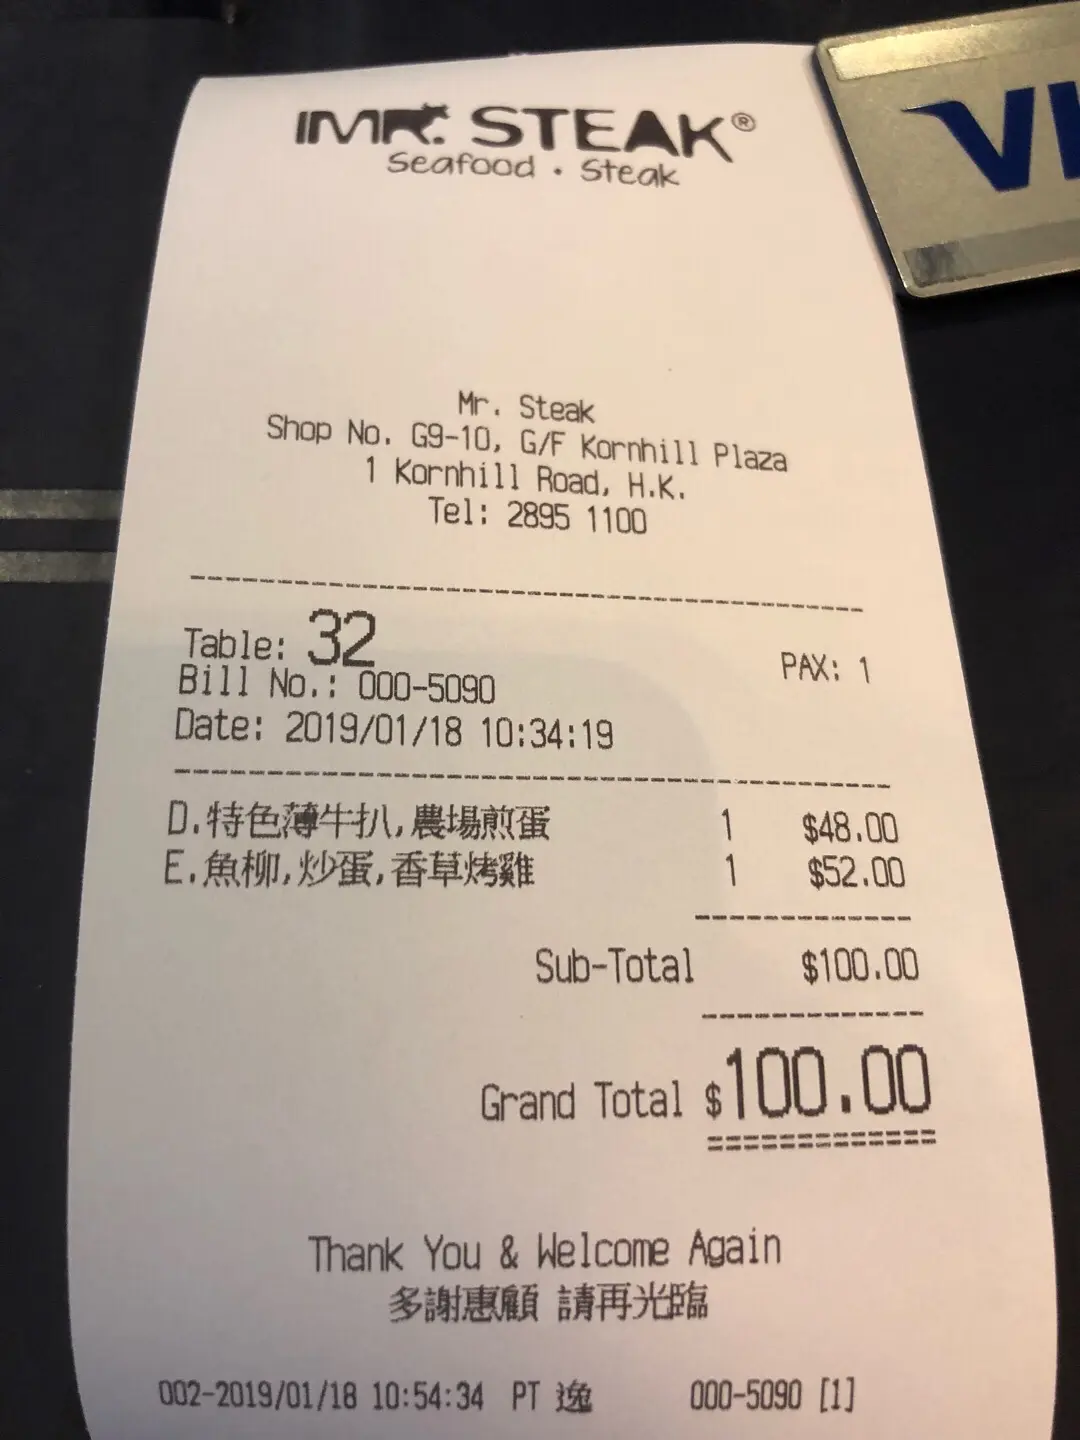 MR. STEAK®
Seafood · Steak
VI
Mr. Steak
Shop No. G9-10, G/F Kornhill Plaza
1 Kornhill Road, H.K.
Tel: 2895 1100
Table: 32 PAX: 1
Bill No.: 000-5090
Date: 2019/01/18 10:34:19
D.特色薄牛扒,農場煎蛋 1 $48.00
E.魚柳,炒蛋,香草烤雞 1 $52.00
Sub-Total $100.00
Grand Total $100.00
Thank You & Welcome Again
多謝惠顧 請再光臨
002-2019/01/18 10:54:34 PT 逸 000-5090 [1]